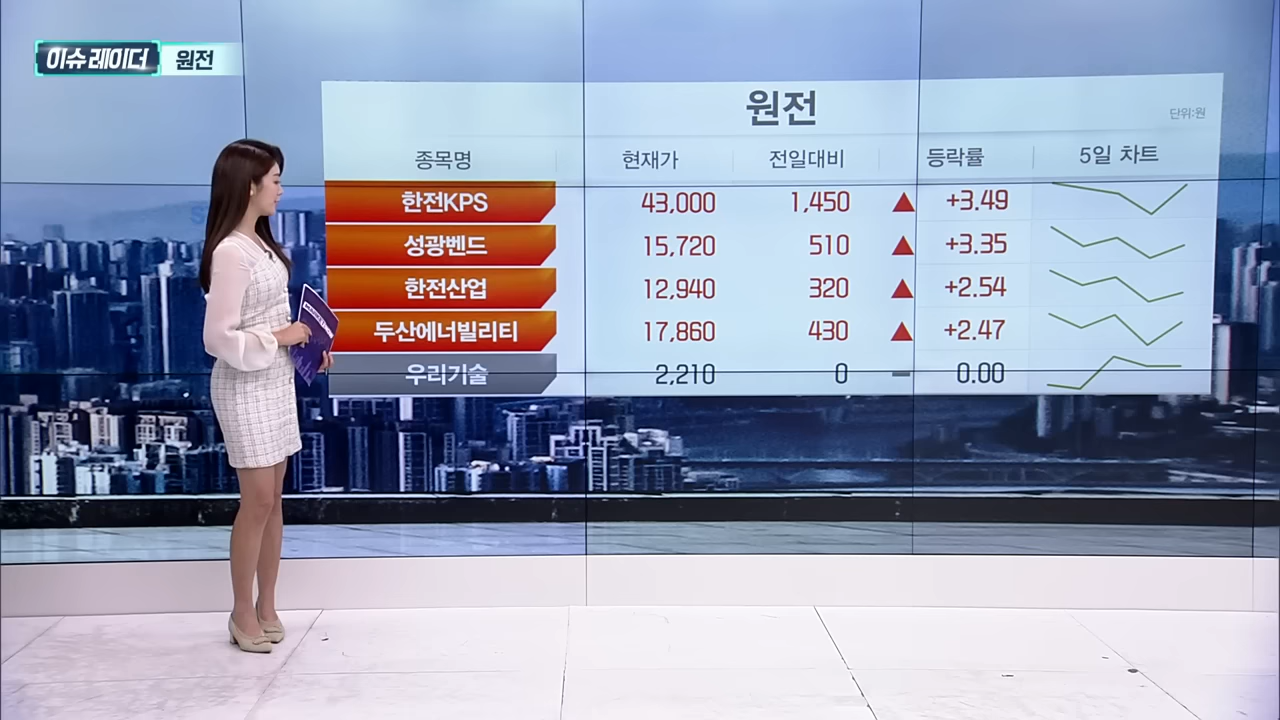 이슈 레이더 원전
원전
단위:원
종목명 현재가 전일대비 등락률 5일 차트
한전KPS 43,000 1,450 ▲ +3.49
성광벤드 15,720 510 ▲ +3.35
한전산업 12,940 320 ▲ +2.54
두산에너빌리티 17,860 430 ▲ +2.47
우리기술 2,210 0 - 0.00